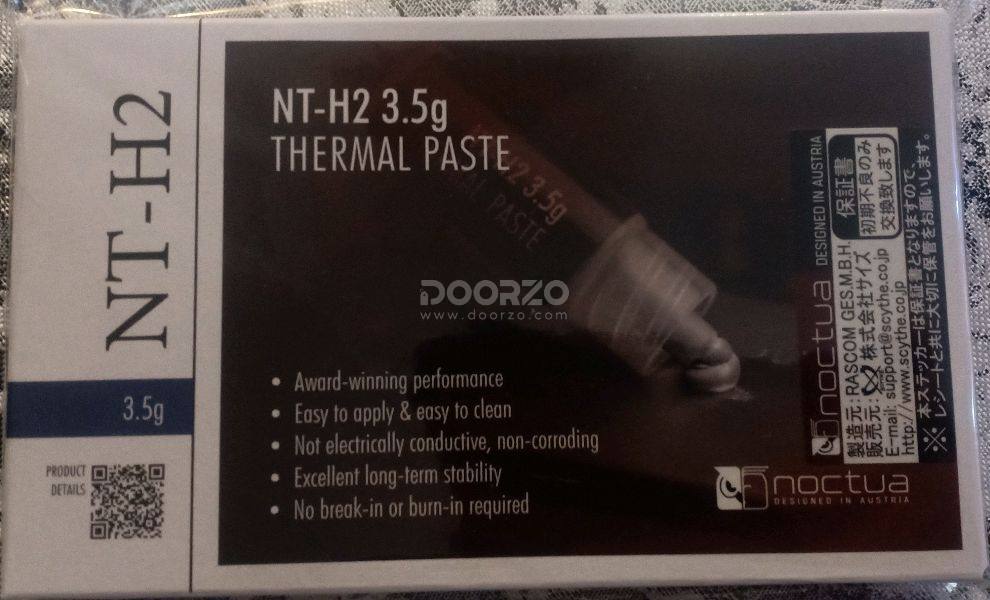 NT-H2
3.5g
PRODUCT
DETAILS
NT-H2 3.5g
THERMAL PASTE
H2 3.5g
AL PASTE
DOORZO
www.doorzo.com
• Award-winning performance
• Easy to apply & easy to clean
• Not electrically conductive, non-corroding
• Excellent long-term stability
• No break-in or burn-in required
noctua
DESIGNED IN AUSTRIA
noctua DESIGNED IN AUSTRIA
製造元: RASCOM GES.M.B.H.
販売元: 株式会社サイズ
E-mail: support@scythe.co.jp
http://www.scythe.co.jp
保証書
初期不良のみ
交換致します
※ 本ステッカーは保証書となりますので、
※ レシートと共に大切に保管をお願いします。